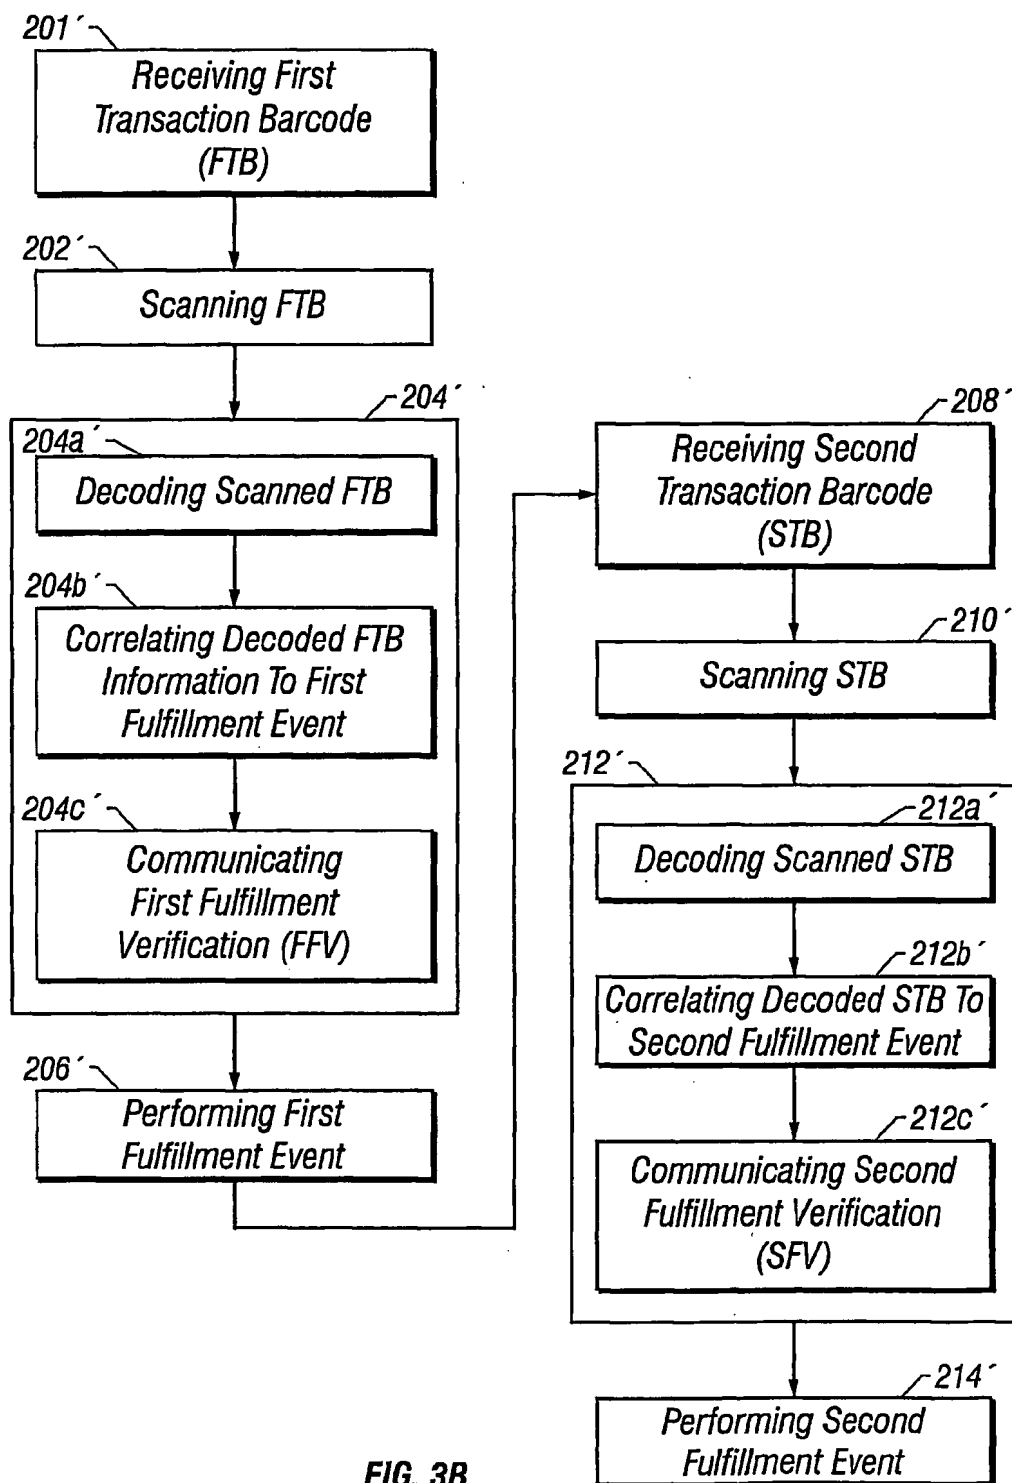 201´
Receiving First
Transaction Barcode
(FTB)
202´
Scanning FTB
204´
204a´
Decoding Scanned FTB
204b´
Correlating Decoded FTB
Information To First
Fulfillment Event
204c´
Communicating
First Fulfillment
Verification (FFV)
206´
Performing First
Fulfillment Event
208´
Receiving Second
Transaction Barcode
(STB)
210´
Scanning STB
212´
212a´
Decoding Scanned STB
212b´
Correlating Decoded STB To
Second Fulfillment Event
212c´
Communicating Second
Fulfillment Verification
(SFV)
214´
Performing Second
Fulfillment Event
FIG. 3B